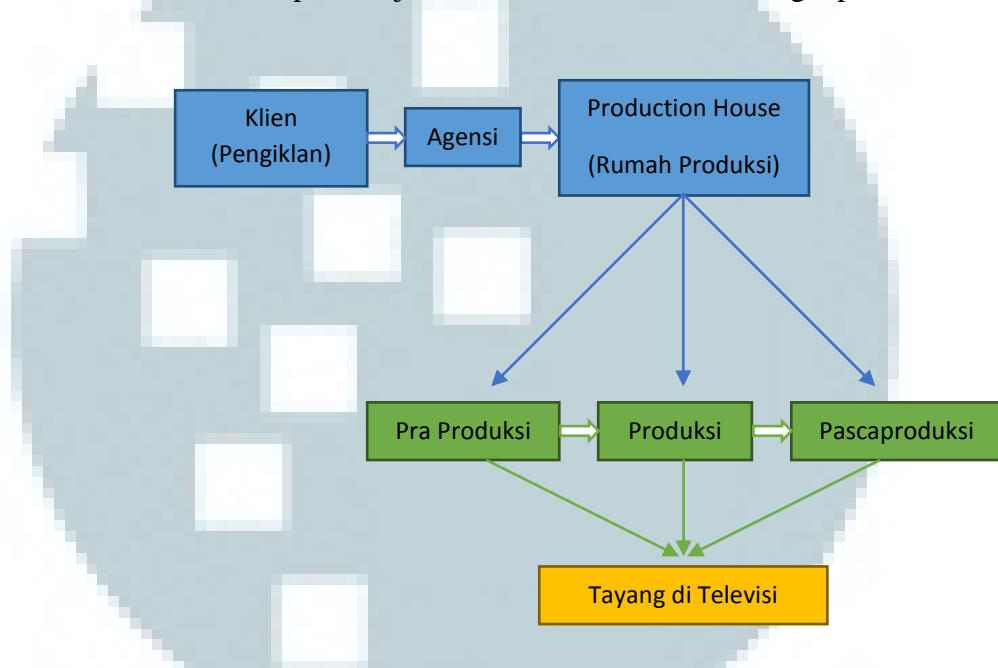 Klien
(Pengiklan)
Agensi
Production House
(Rumah Produksi)
Pra Produksi
Produksi
Pascaproduksi
Tayang di Televisi